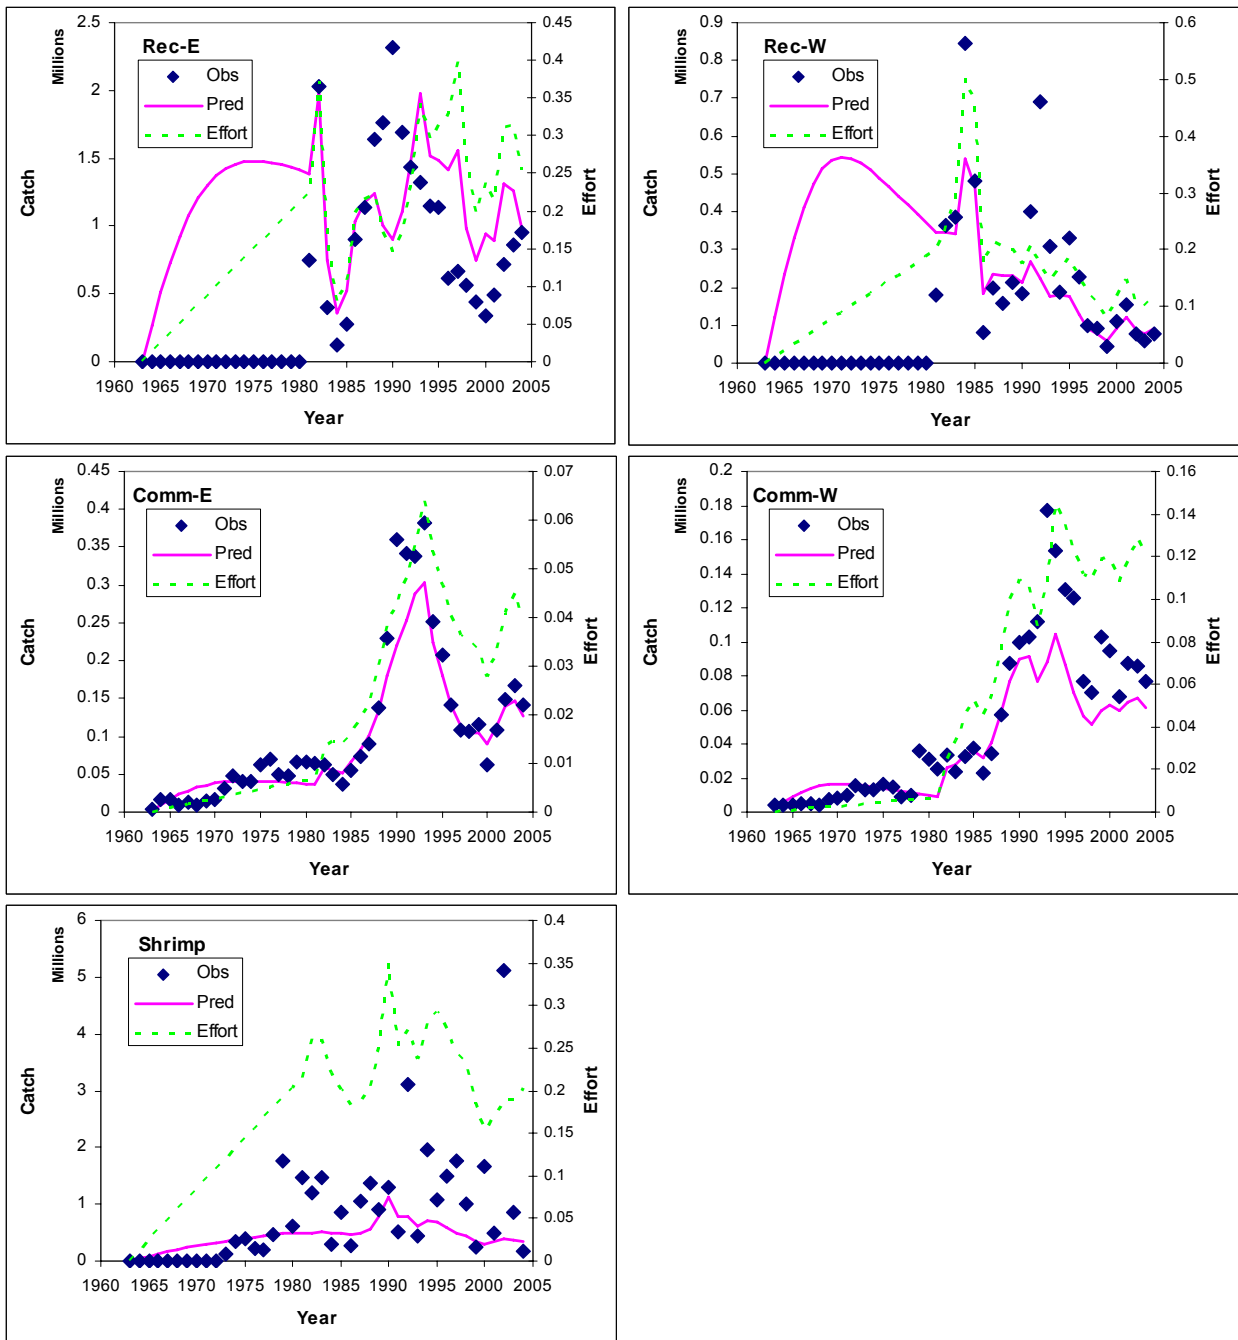 Rec-E
Obs
Pred
Effort
Millions
Catch
Effort
Year
2.5
2
1.5
1
0.5
0
0.45
0.4
0.35
0.3
0.25
0.2
0.15
0.1
0.05
0
1960 1965 1970 1975 1980 1985 1990 1995 2000 2005
Rec-W
Obs
Pred
Effort
Millions
Catch
Effort
Year
0.9
0.8
0.7
0.6
0.5
0.4
0.3
0.2
0.1
0
0.6
0.5
0.4
0.3
0.2
0.1
0
1960 1965 1970 1975 1980 1985 1990 1995 2000 2005
Comm-E
Obs
Pred
Effort
Millions
Catch
Effort
Year
0.45
0.4
0.35
0.3
0.25
0.2
0.15
0.1
0.05
0
0.07
0.06
0.05
0.04
0.03
0.02
0.01
0
1960 1965 1970 1975 1980 1985 1990 1995 2000 2005
Comm-W
Obs
Pred
Effort
Millions
Catch
Effort
Year
0.2
0.18
0.16
0.14
0.12
0.1
0.08
0.06
0.04
0.02
0
0.16
0.14
0.12
0.1
0.08
0.06
0.04
0.02
0
1960 1965 1970 1975 1980 1985 1990 1995 2000 2005
Shrimp
Obs
Pred
Effort
Millions
Catch
Effort
Year
6
5
4
3
2
1
0
0.4
0.35
0.3
0.25
0.2
0.15
0.1
0.05
0
1960 1965 1970 1975 1980 1985 1990 1995 2000 2005